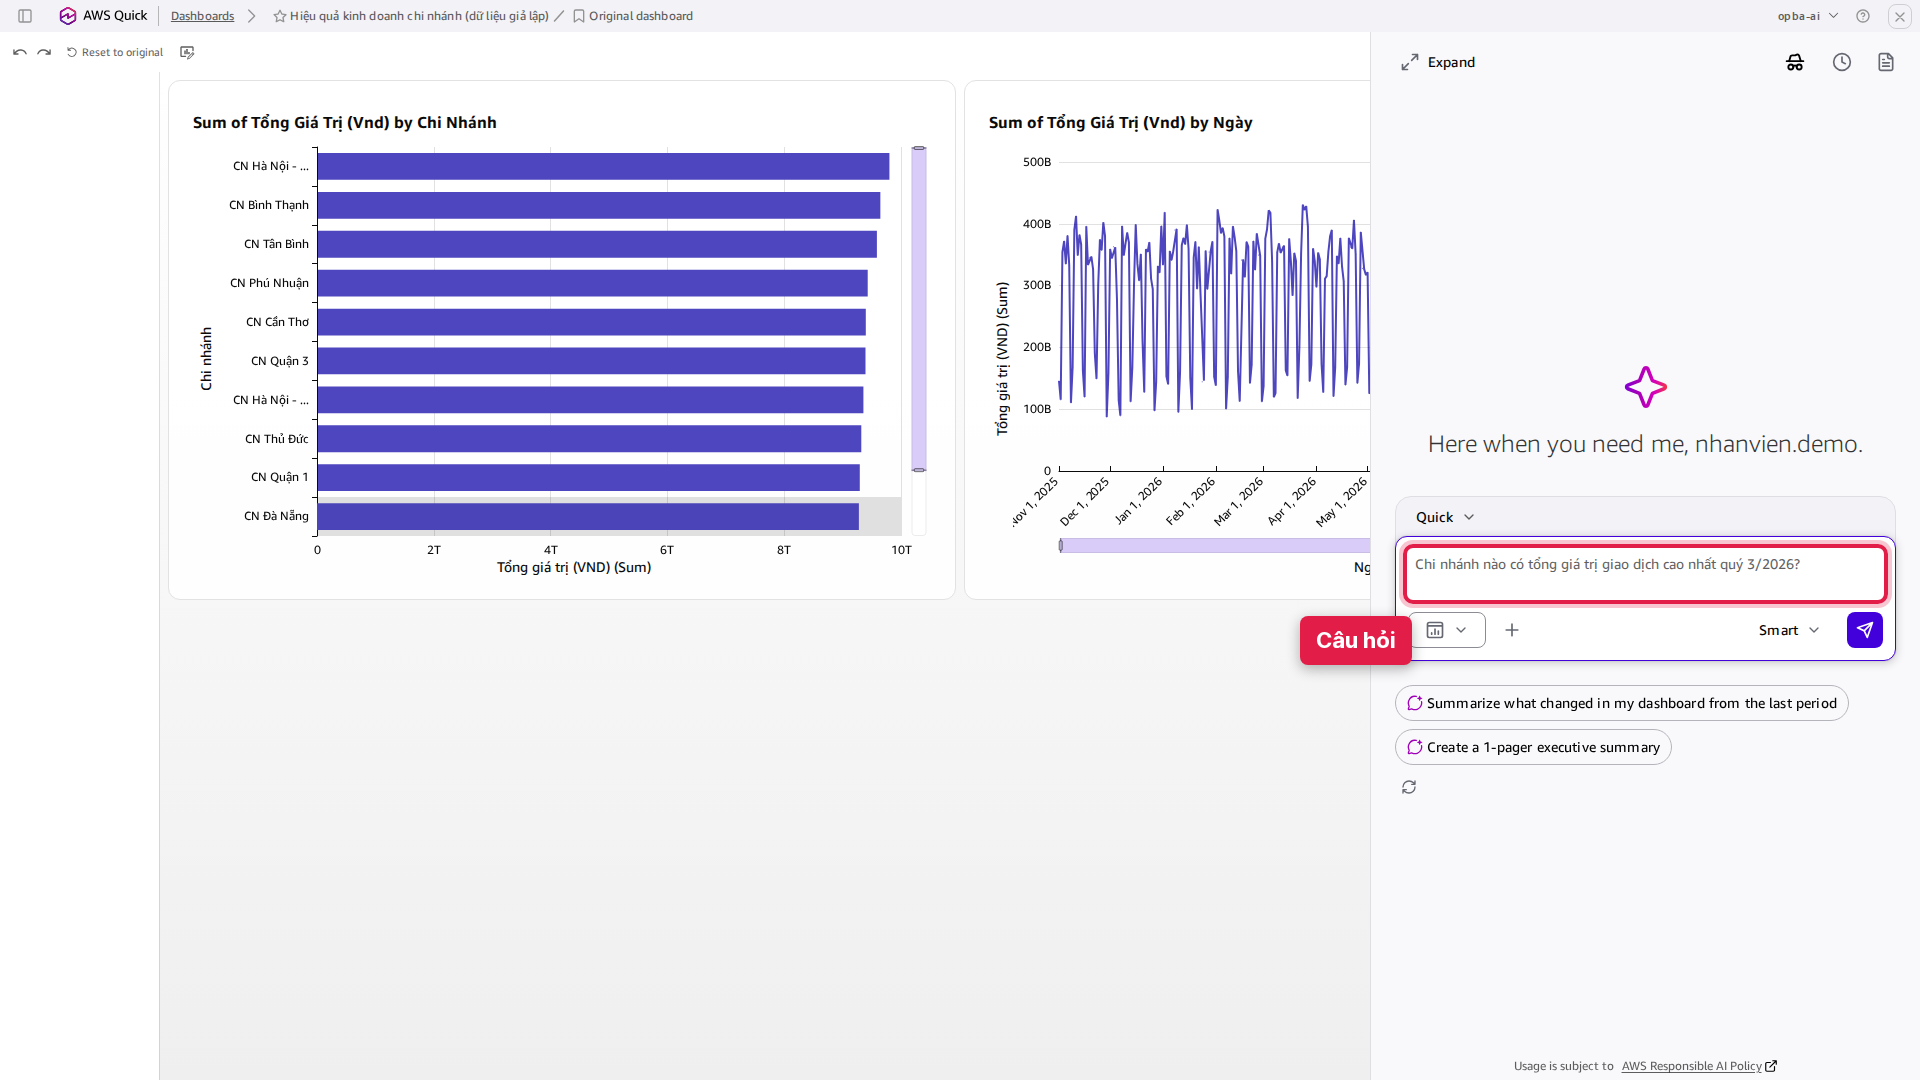 AWS Quick
Dashboards
Hiệu quả kinh doanh chi nhánh (dữ liệu giả lập)
Original dashboard
opba-ai
Reset to original
Expand
Sum of Tổng Giá Trị (Vnd) by Chi Nhánh
Chi nhánh
CN Hà Nội - ...
CN Bình Thạnh
CN Tân Bình
CN Phú Nhuận
CN Cần Thơ
CN Quận 3
CN Hà Nội - ...
CN Thủ Đức
CN Quận 1
CN Đà Nẵng
0 2T 4T 6T 8T 10T
Tổng giá trị (VND) (Sum)
Sum of Tổng Giá Trị (Vnd) by Ngày
Tổng giá trị (VND) (Sum)
500B
400B
300B
200B
100B
0
Nov 1, 2025
Dec 1, 2025
Jan 1, 2026
Feb 1, 2026
Mar 1, 2026
Apr 1, 2026
May 1, 2026
Ng
Here when you need me, nhanvien.demo.
Quick
Chi nhánh nào có tổng giá trị giao dịch cao nhất quý 3/2026?
Câu hỏi
Smart
Summarize what changed in my dashboard from the last period
Create a 1-pager executive summary
Usage is subject to AWS Responsible AI Policy